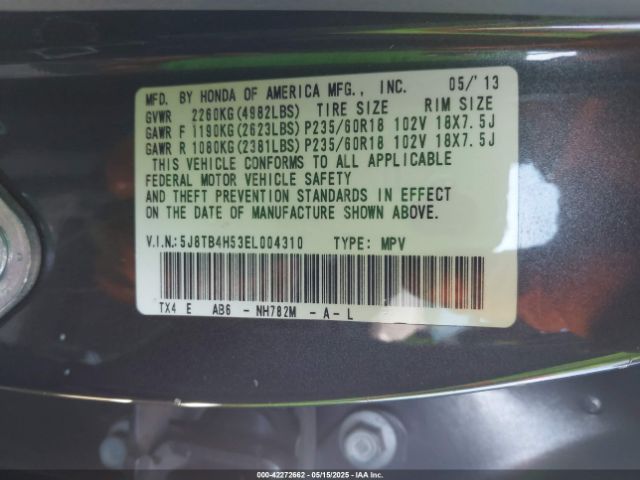 MFD. BY HONDA OF AMERICA MFG., INC. 05/'13
GVWR 2260KG(4982LBS) TIRE SIZE RIM SIZE
GAWR F 1190KG(2623LBS) P235/60R18 102V 18X7.5J
GAWR R 1080KG(2381LBS) P235/60R18 102V 18X7.5J
THIS VEHICLE CONFORMS TO ALL APPLICABLE
FEDERAL MOTOR VEHICLE SAFETY
AND THEFT PREVENTION STANDARDS IN EFFECT
ON THE DATE OF MANUFACTURE SHOWN ABOVE.
V.I.N.:5J8TB4H53EL004310 TYPE: MPV
TX4 E AB6 - NH782M - A - L
000-42272662 - 05/15/2025 - IAA Inc.